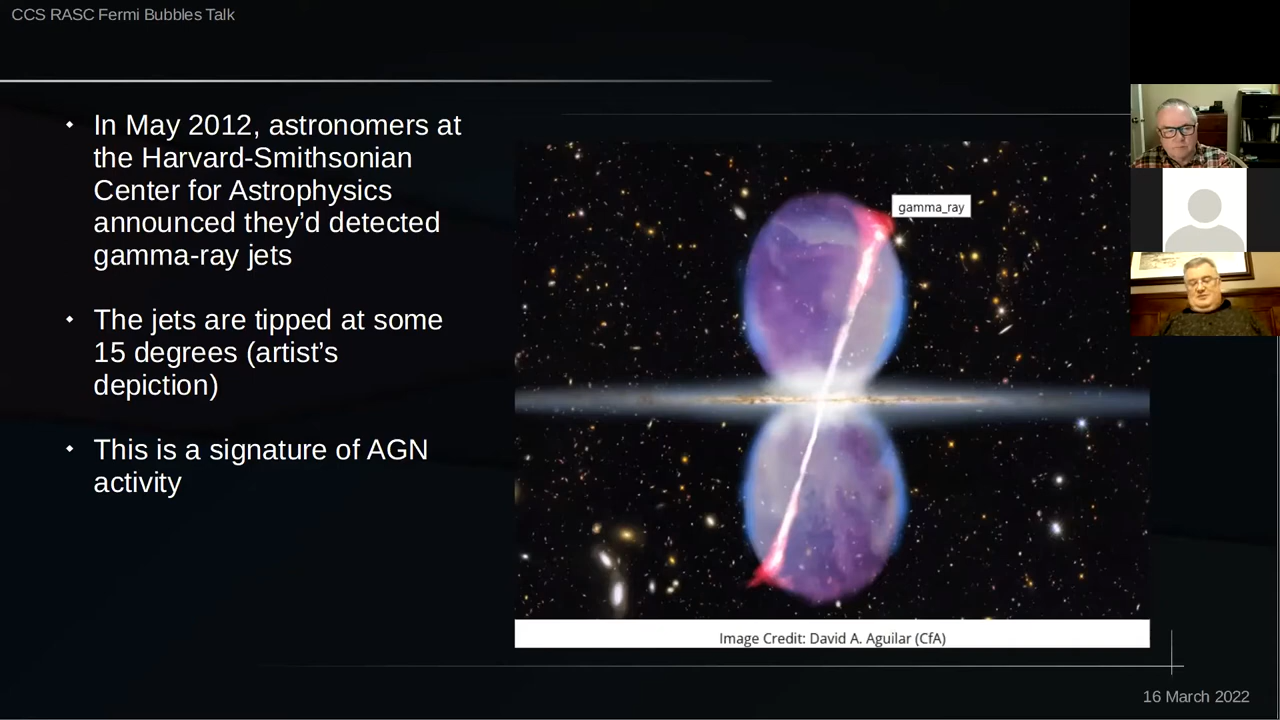 CCS RASC Fermi Bubbles Talk
In May 2012, astronomers at
the Harvard-Smithsonian
Center for Astrophysics
announced they’d detected
gamma-ray jets
The jets are tipped at some
15 degrees (artist’s
depiction)
This is a signature of AGN
activity
gamma_ray
Image Credit: David A. Aguilar (CfA)
16 March 2022